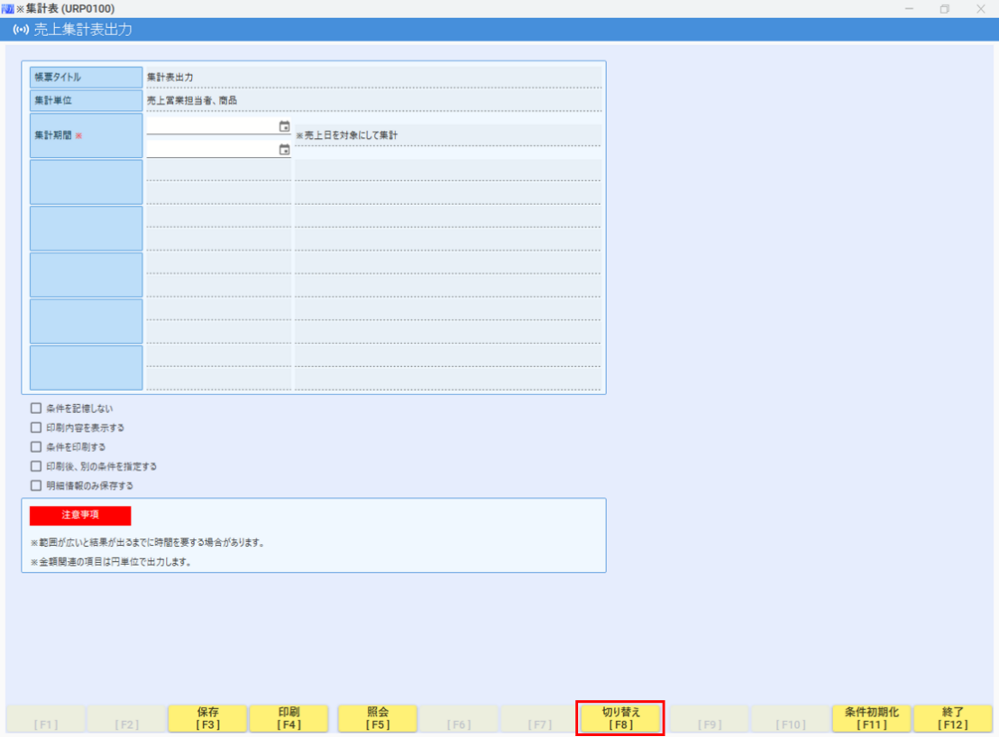 ※集計表 (URP0100)
売上集計表出力
帳票タイトル 集計表出力
集計単位 売上営業担当者、商品
集計期間 ※ ※売上日を対象にして集計
条件を記憶しない
印刷内容を表示する
条件を印刷する
印刷後、別の条件を指定する
明細情報のみ保存する
注意事項
※範囲が広いと結果が出るまでに時間を要する場合があります。
※金額関連の項目は円単位で出力します。
保存 印刷 照会 切り替え 条件初期化 終了
[F1] [F2] [F3] [F4] [F5] [F6] [F7] [F8] [F9] [F10] [F11] [F12]